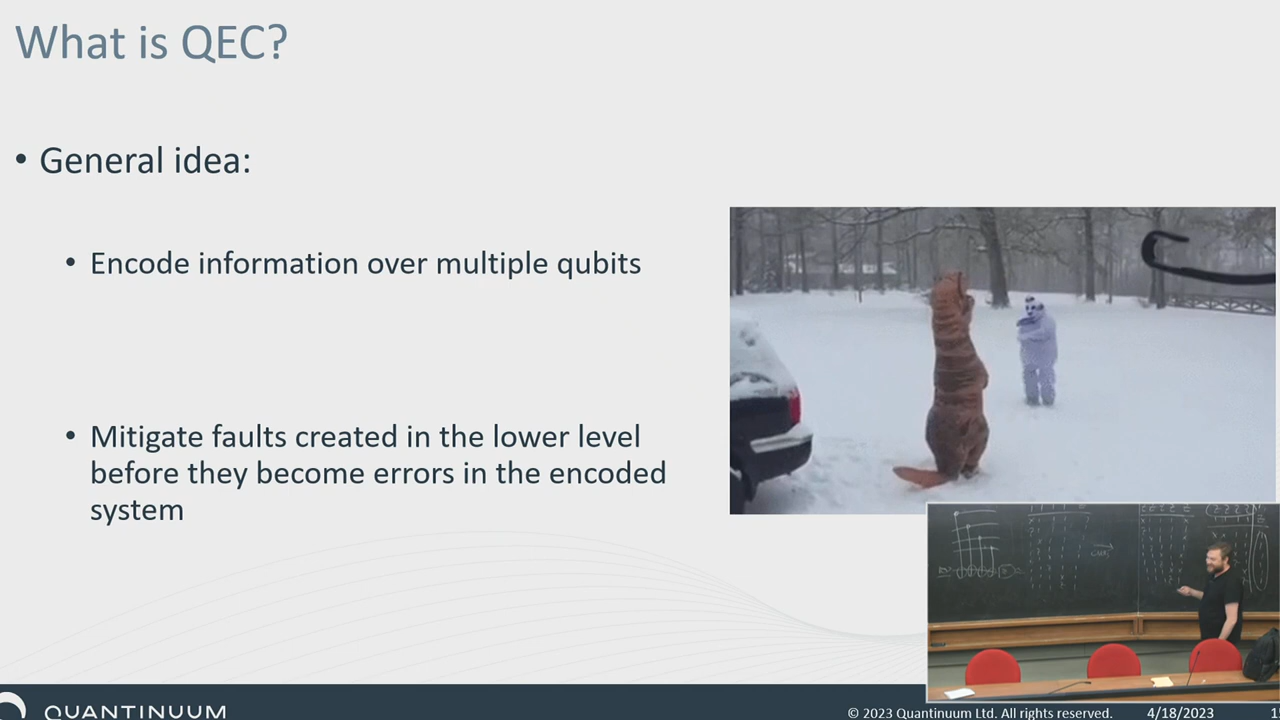 What is QEC?
• General idea:
• Encode information over multiple qubits
• Mitigate faults created in the lower level
before they become errors in the encoded
system
QUANTINUUM
© 2023 Quantinuum Ltd. All rights reserved.
4/18/2023